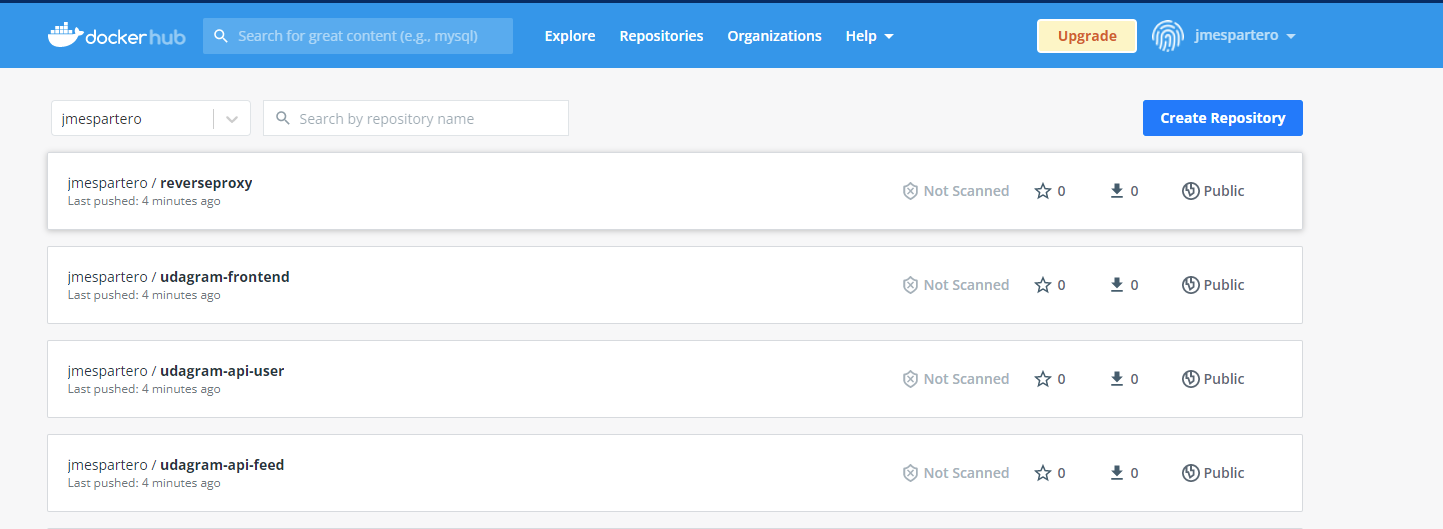 dockerhub Search for great content (e.g., mysql) Explore Repositories Organizations Help Upgrade jmespartero
jmespartero Search by repository name Create Repository
jmespartero / reverseproxy
Last pushed: 4 minutes ago
Not Scanned 0 0 Public
jmespartero / udagram-frontend
Last pushed: 4 minutes ago
Not Scanned 0 0 Public
jmespartero / udagram-api-user
Last pushed: 4 minutes ago
Not Scanned 0 0 Public
jmespartero / udagram-api-feed
Last pushed: 4 minutes ago
Not Scanned 0 0 Public